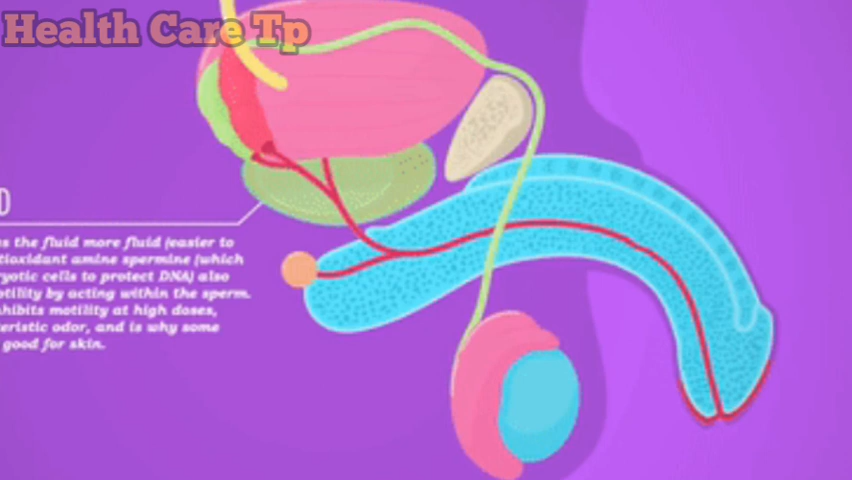 Health Care Tp
D
s the fluid more fluid (easier to
tioxidant amine spermine (which
ryotic cells to protect DNA) also
otility by acting within the sperm.
hibits motility at high doses,
teristic odor, and is why some
good for skin.